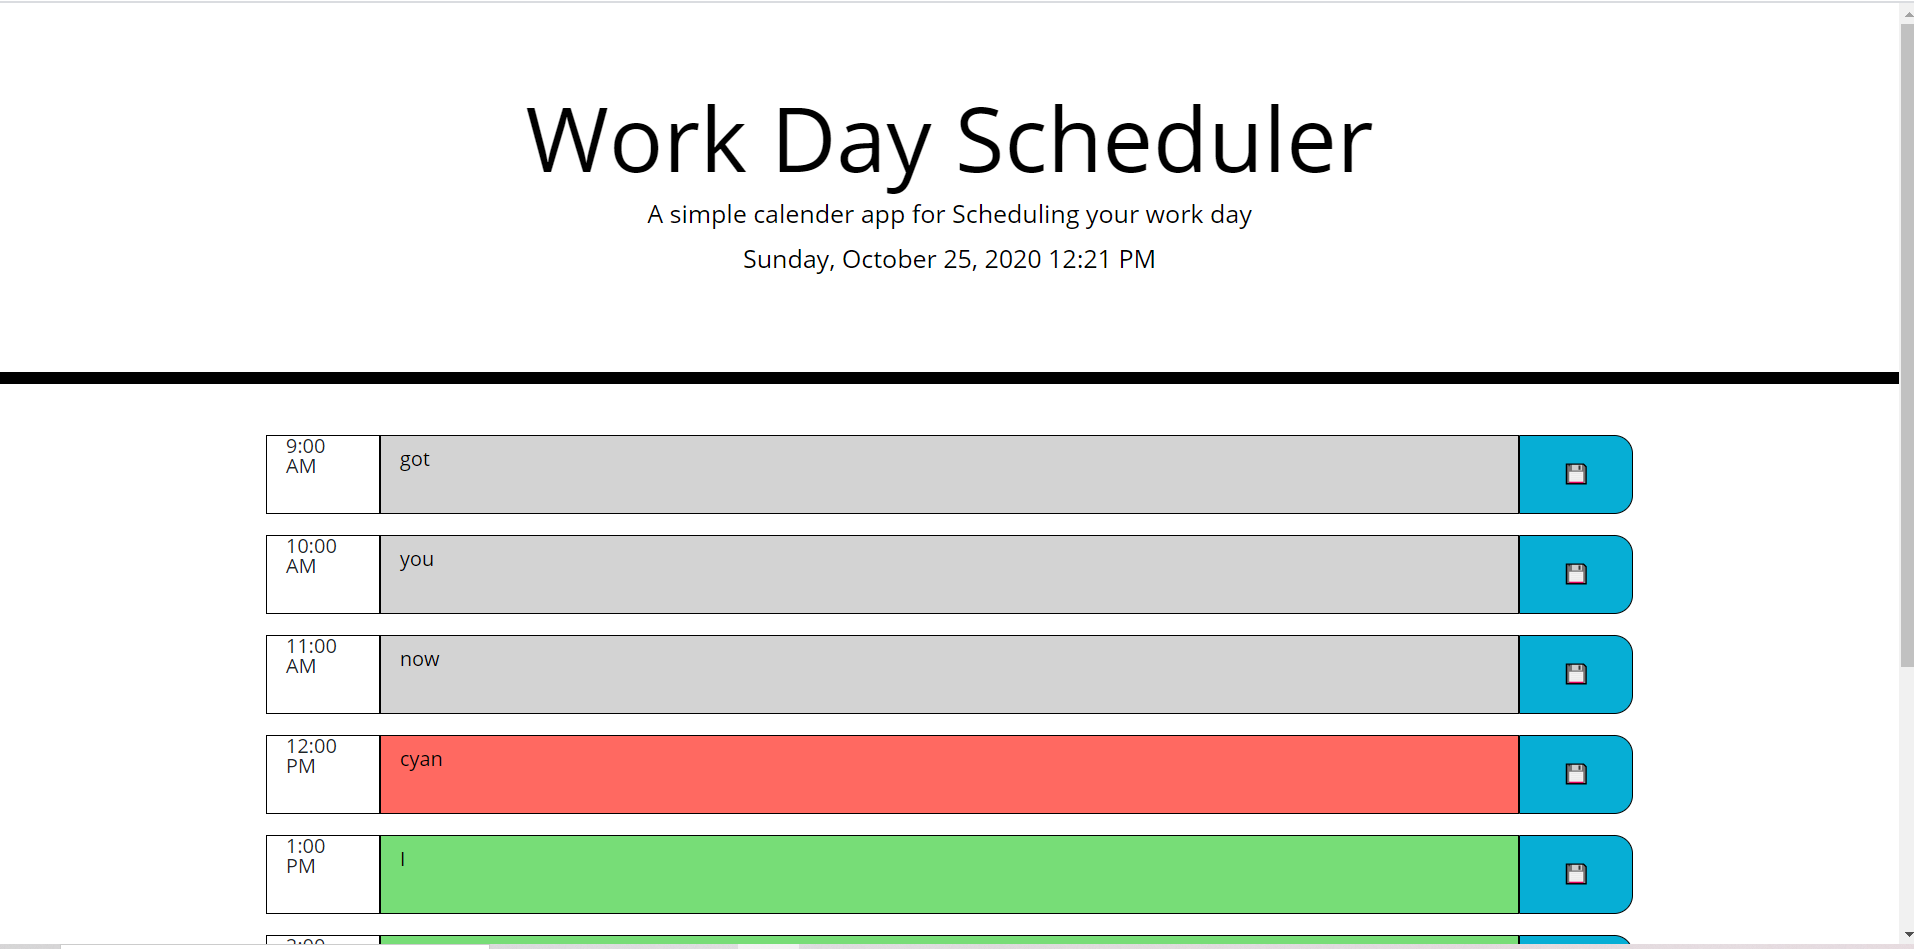 Work Day Scheduler
A simple calender app for Scheduling your work day
Sunday, October 25, 2020 12:21 PM
9:00
AM
got
10:00
AM
you
11:00
AM
now
12:00
PM
cyan
1:00
PM
I